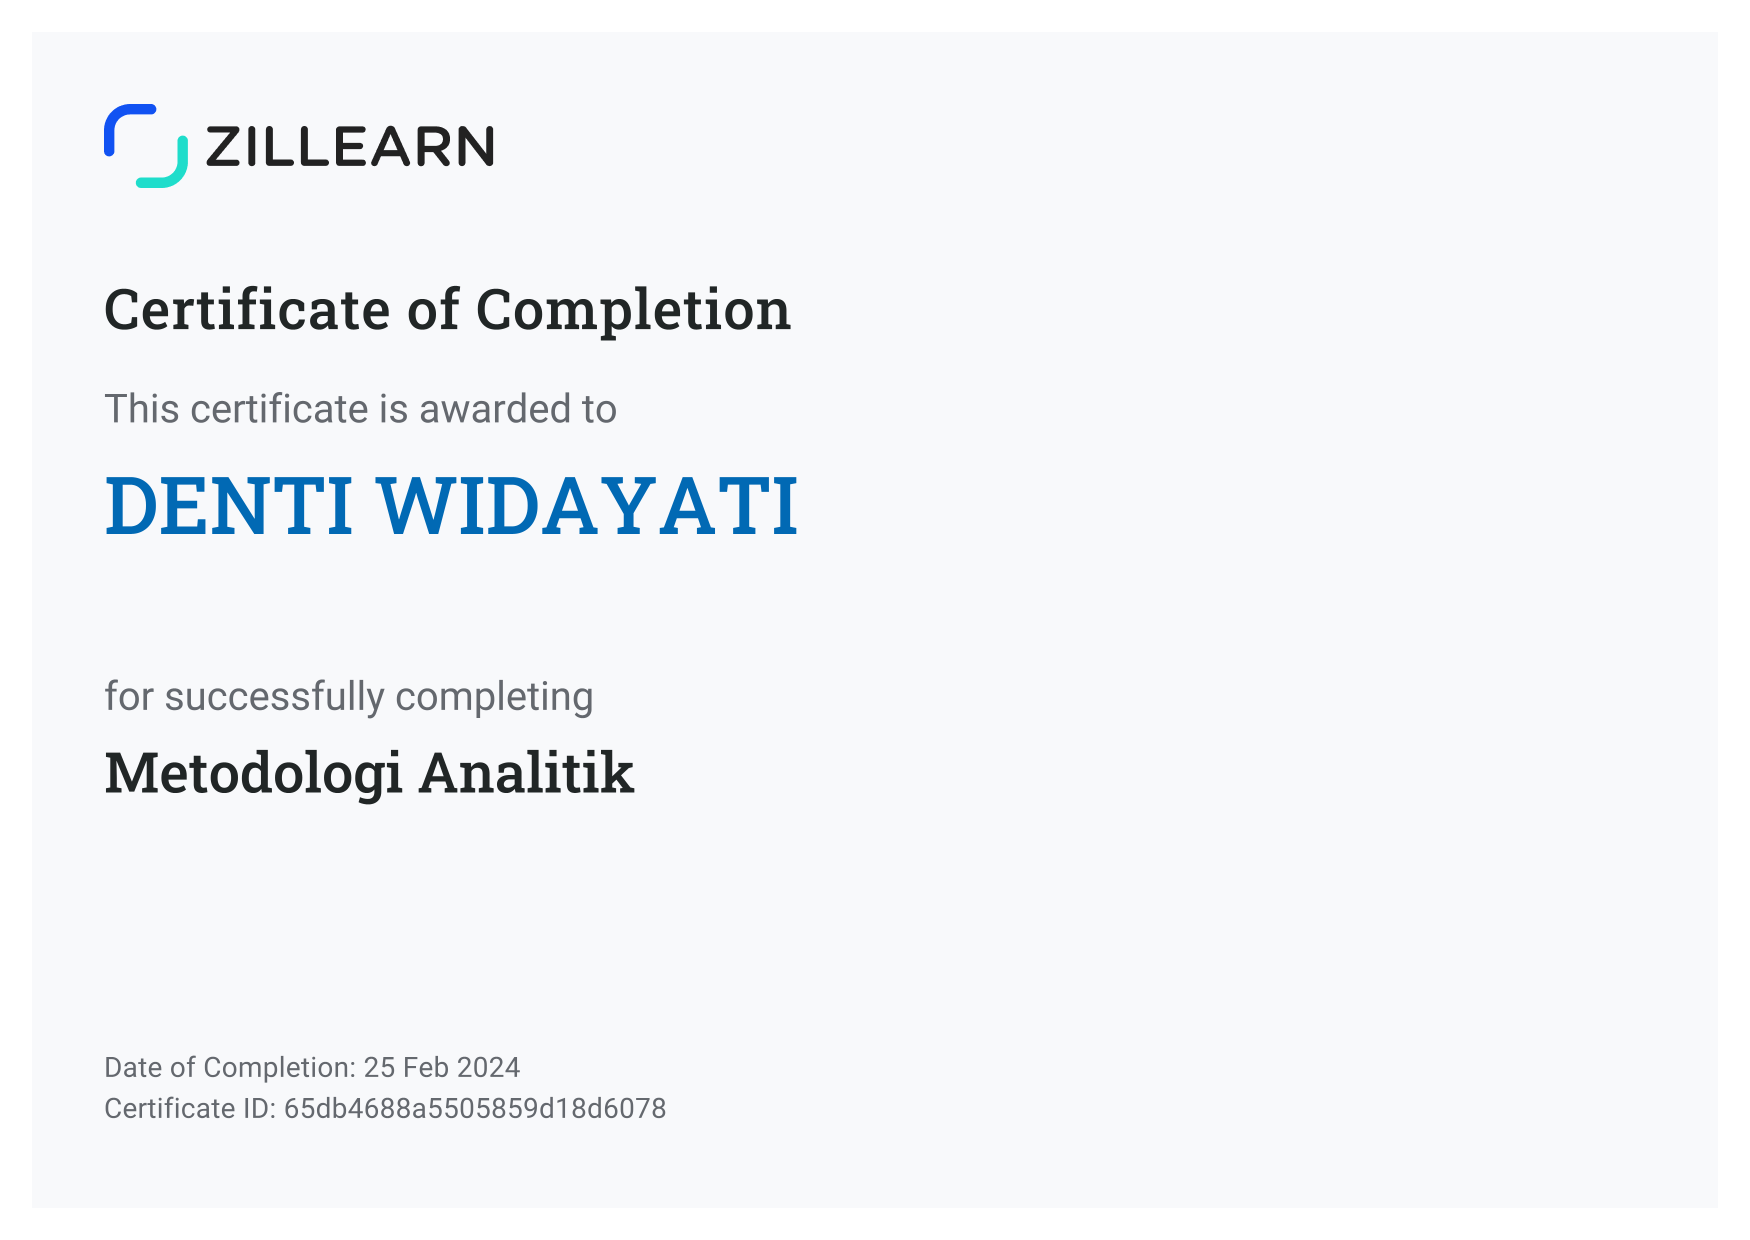 ZILLEARN
Certificate of Completion
This certificate is awarded to
DENTI WIDAYATI
for successfully completing
Metodologi Analitik
Date of Completion: 25 Feb 2024
Certificate ID: 65db4688a5505859d18d6078